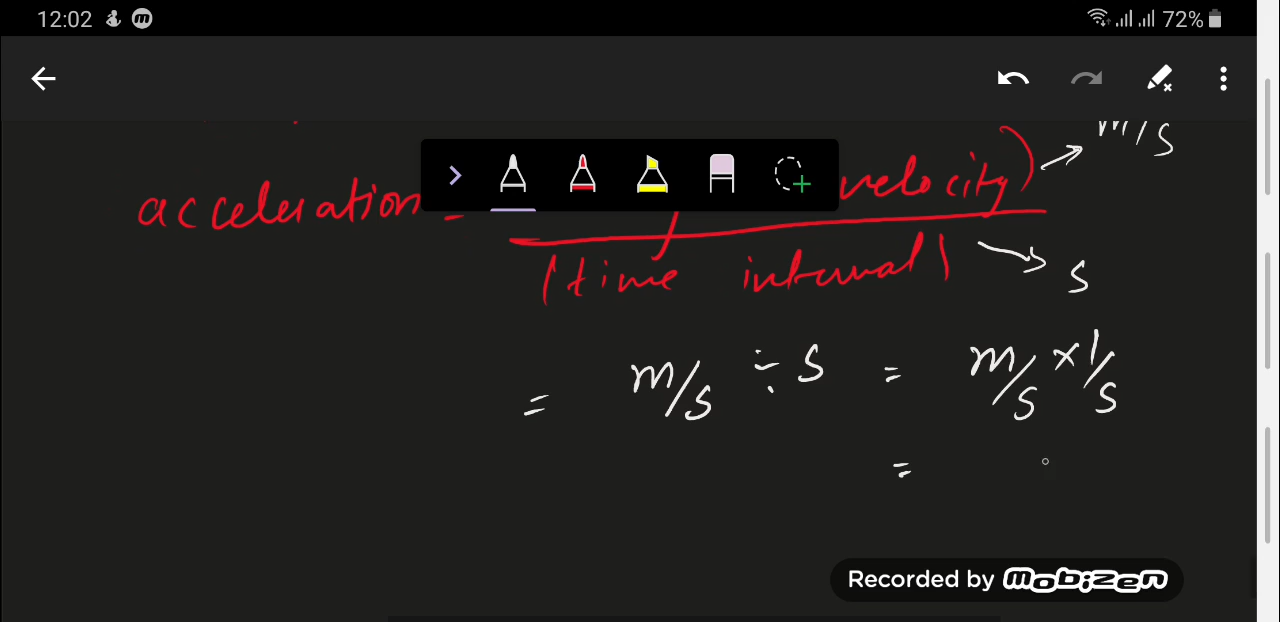 12:02 72%
m/s
acceleration = velocity)
(time interval) s
= m/s ÷ s = m/s × 1/s
=
Recorded by mobizen